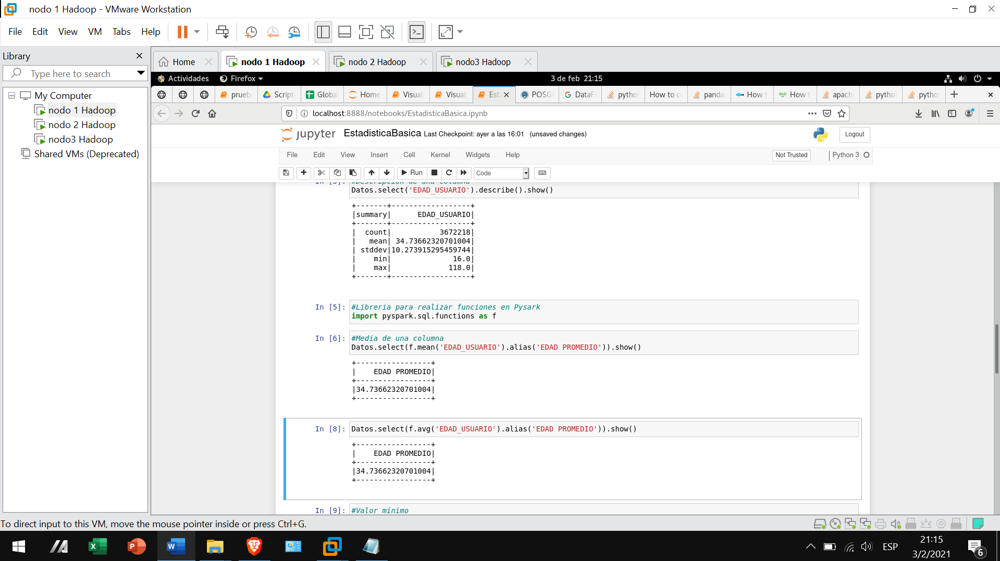 nodo 1 Hadoop - VMware Workstation
File Edit View VM Tabs Help
Library
Type here to search
My Computer
nodo 1 Hadoop
nodo 2 Hadoop
nodo3 Hadoop
Shared VMs (Deprecated)
Home
nodo 1 Hadoop
nodo 2 Hadoop
nodo3 Hadoop
Actividades
Firefox
3 de feb 21:15
prueb
Script
Global
Home
Visuali
Visuali
Est
POSG
DataF
python
How to c
panda
How t
How t
apach
python
python
localhost:8888/notebooks/EstadisticaBasica.ipynb
jupyter EstadisticaBasica Last Checkpoint: ayer a las 16:01 (unsaved changes)
Logout
File Edit View Insert Cell Kernel Widgets Help
Not Trusted
Python 3
Run
Code
#Descripción de una columna
Datos.select('EDAD_USUARIO').describe().show()
+-------+------------------+
|summary|      EDAD_USUARIO|
+-------+------------------+
|  count|           3672218|
|   mean| 34.73662320701004|
| stddev|10.273915295459744|
|    min|              16.0|
|    max|             118.0|
+-------+------------------+
In [5]: #Libreria para realizar funciones en Pysark
import pyspark.sql.functions as f
In [6]: #Media de una columna
Datos.select(f.mean('EDAD_USUARIO').alias('EDAD PROMEDIO')).show()
+-----------------+
|    EDAD PROMEDIO|
+-----------------+
|34.73662320701004|
+-----------------+
In [8]: Datos.select(f.avg('EDAD_USUARIO').alias('EDAD PROMEDIO')).show()
+-----------------+
|    EDAD PROMEDIO|
+-----------------+
|34.73662320701004|
+-----------------+
In [9]: #Valor mínimo
To direct input to this VM, move the mouse pointer inside or press Ctrl+G.
ESP
21:15
3/2/2021
6